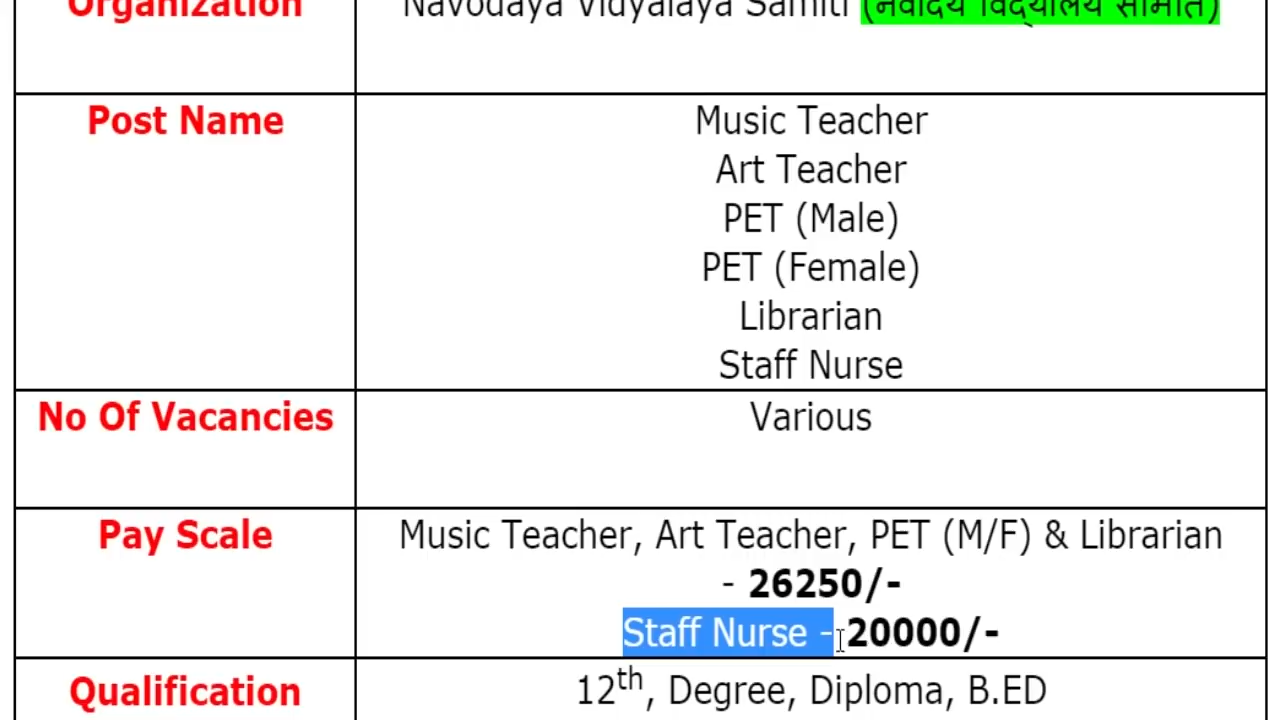 Organization
Navodaya Vidyalaya Samiti (नवोदय विद्यालय समिति)
Post Name
Music Teacher
Art Teacher
PET (Male)
PET (Female)
Librarian
Staff Nurse
No Of Vacancies
Various
Pay Scale
Music Teacher, Art Teacher, PET (M/F) & Librarian
- 26250/-
Staff Nurse - 20000/-
Qualification
12th, Degree, Diploma, B.ED